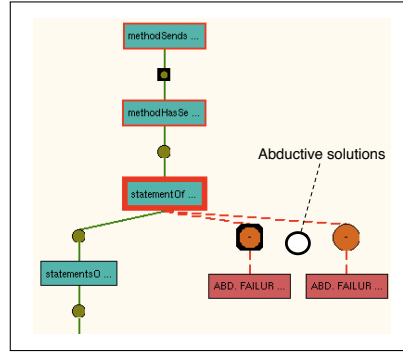 methodSends ...
methodHasSe ...
Abductive solutions
statementOf ...
-
-
statementsO ...
ABD. FAILUR ...
ABD. FAILUR ...